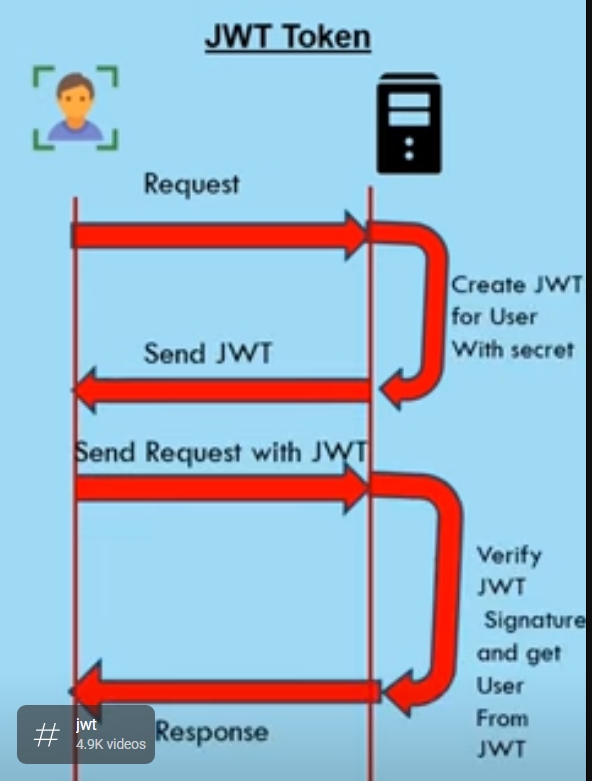 JWT Token
Request
Create JWT
for User
With secret
Send JWT
Send Request with JWT
Verify
JWT
Signature
and get
User
From
JWT
Response
# jwt
4.9K videos